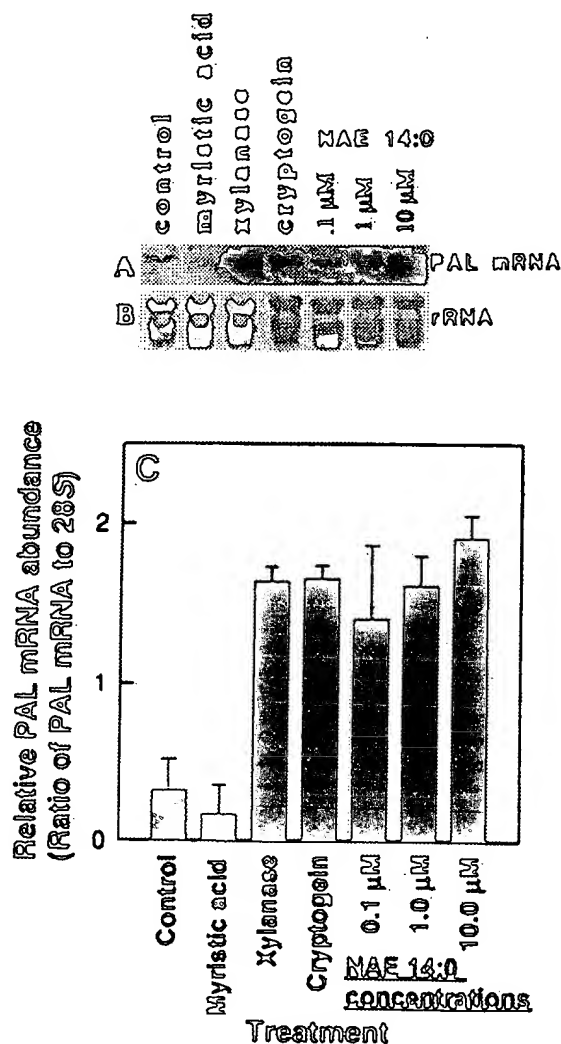 control
myristic acid
xylanase
cryptogein
NAE 14:0
.1 µM
1 µM
10 µM
A
PAL mRNA
B
rRNA
C
Relative PAL mRNA abundance
(Ratio of PAL mRNA to 28S)
2
1
0
Control
Myristic acid
Xylanase
Cryptogein
0.1 µM
1.0 µM
10.0 µM
NAE 14:0
concentrations
Treatment